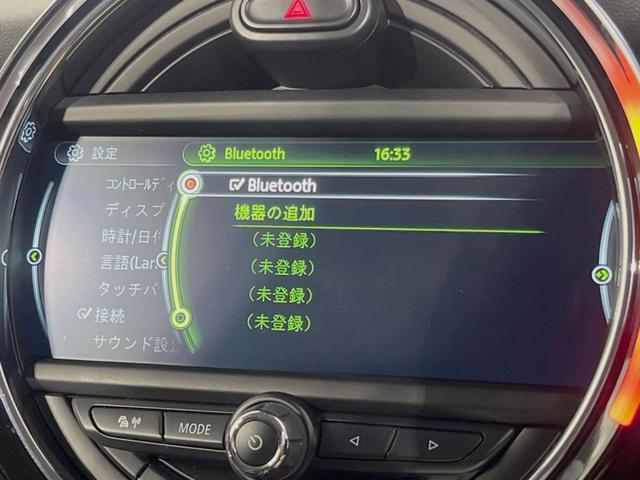 設定
Bluetooth
16:33
コントロールディ
Bluetooth
ディスプ
機器の追加
時計/日付
(未登録)
言語(Lan
(未登録)
タッチパ
(未登録)
接続
(未登録)
サウンド設定
MODE